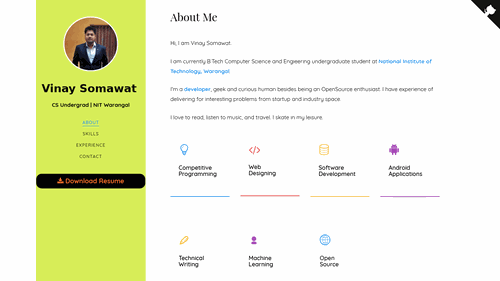 Vinay Somawat
CS Undergrad | NIT Warangal
ABOUT
SKILLS
EXPERIENCE
CONTACT
Download Resume
About Me
Hi, I am Vinay Somawat.
I am currently B.Tech Computer Science and Engieering undergraduate student at National Institute of
Technology, Warangal
I'm a developer, geek and curious human besides being an OpenSource enthusiast. I have experience of
delivering for interesting problems from startup and industry space.
I love to read, listen to music, and travel. I skate in my leisure.
Competitive
Programming
Web
Designing
Software
Development
Android
Applications
Technical
Writing
Machine
Learning
Open
Source